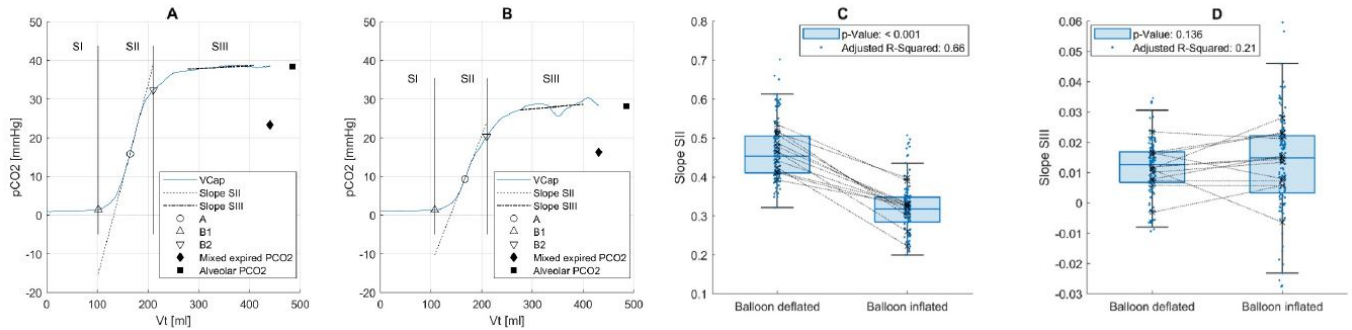 A
50
40
30
20
10
0
-10
-20
pCO2 [mmHg]
SI
SII
SIII
VCap
Slope SII
Slope SIII
A
B1
B2
Mixed expired PCO2
Alveolar PCO2
0
100
200
300
400
500
Vt [ml]
B
50
40
30
20
10
0
-10
-20
pCO2 [mmHg]
SI
SII
SIII
VCap
Slope SII
Slope SIII
A
B1
B2
Mixed expired PCO2
Alveolar PCO2
0
100
200
300
400
500
Vt [ml]
C
0.8
0.7
0.6
0.5
0.4
0.3
0.2
0.1
Slope SII
p-Value: < 0.001
Adjusted R-Squared: 0.66
Balloon deflated
Balloon inflated
D
0.06
0.05
0.04
0.03
0.02
0.01
0
-0.01
-0.02
-0.03
Slope SIII
p-Value: 0.136
Adjusted R-Squared: 0.21
Balloon deflated
Balloon inflated